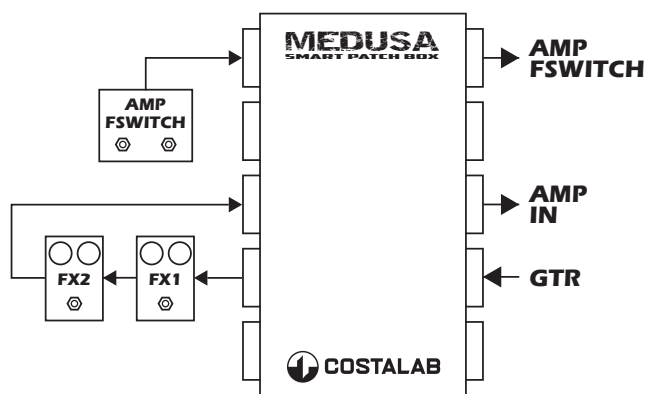 MEDUSA
SMART PATCH BOX
AMP
FSWITCH
AMP
FSWITCH
AMP
IN
FX2
FX1
GTR
COSTALAB